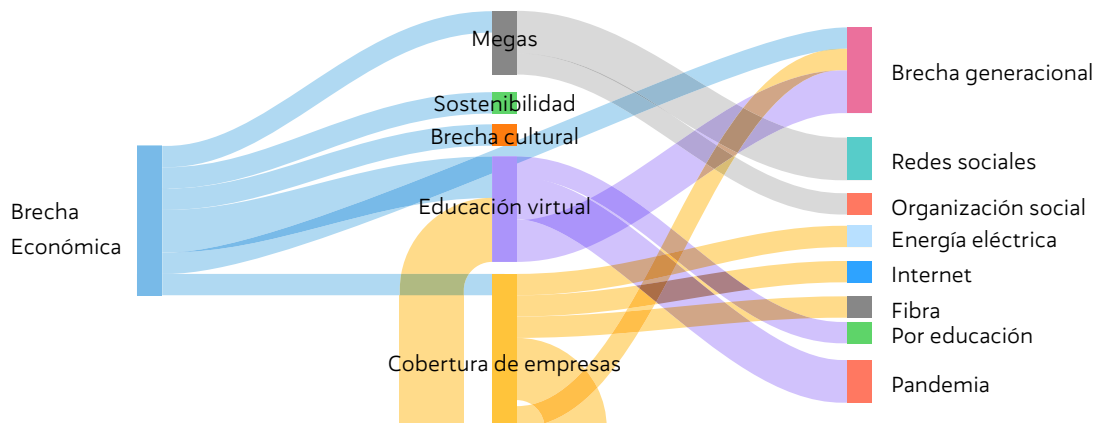 Brecha
Económica
Megas
Sostenibilidad
Brecha cultural
Educación virtual
Cobertura de empresas
Brecha generacional
Redes sociales
Organización social
Energía eléctrica
Internet
Fibra
Por educación
Pandemia